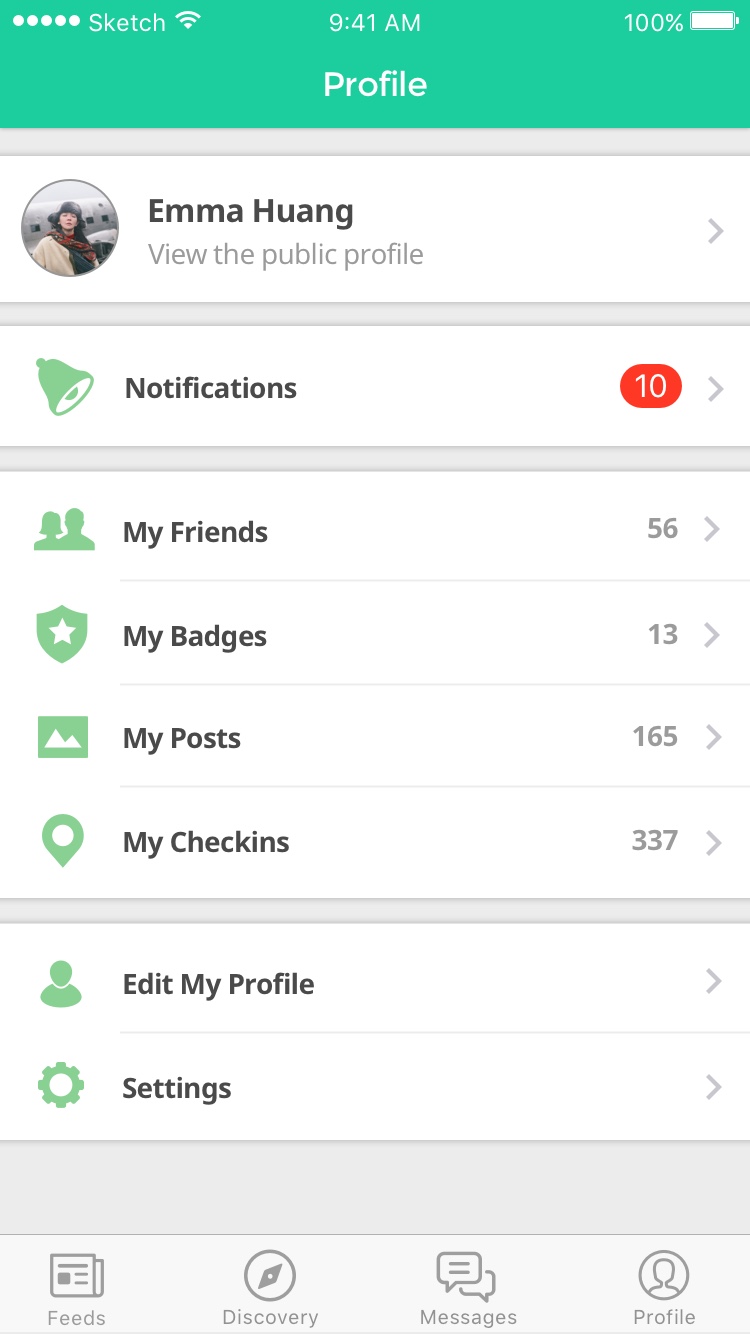 Sketch 9:41 AM 100%
Profile
Emma Huang
View the public profile
Notifications 10
My Friends 56
My Badges 13
My Posts 165
My Checkins 337
Edit My Profile
Settings
Feeds Discovery Messages Profile